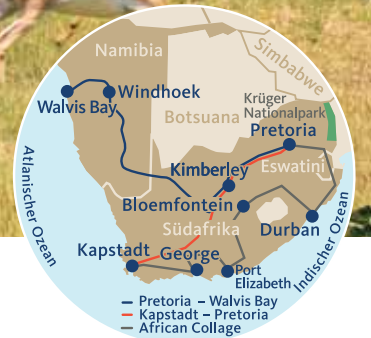 Namibia
Simbabwe
Walvis Bay
Windhoek
Botsuana
Krüger
Nationalpark
Pretoria
Kimberley
Eswatini
Atlanischer Ozean
Bloemfontein
Südafrika
Durban
Indischer Ozean
Kapstadt
George
Port
Elizabeth
Pretoria – Walvis Bay
Kapstadt – Pretoria
African Collage